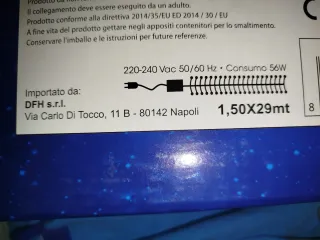 Il collegamento deve essere eseguito da un adulto.
Prodotto conforme alla direttiva 2014/35/EU ED 2014 / 30 / EU
A fine vita del prodotto gettare negli appositi contenitori per lo smaltimento.
Conservare l'imballo e le istruzioni per future referenze.
220-240 Vac 50/60 Hz • Consumo 56W
Importato da:
DFH s.r.l.
Via Carlo Di Tocco, 11 B - 80142 Napoli
1,50X29mt
8